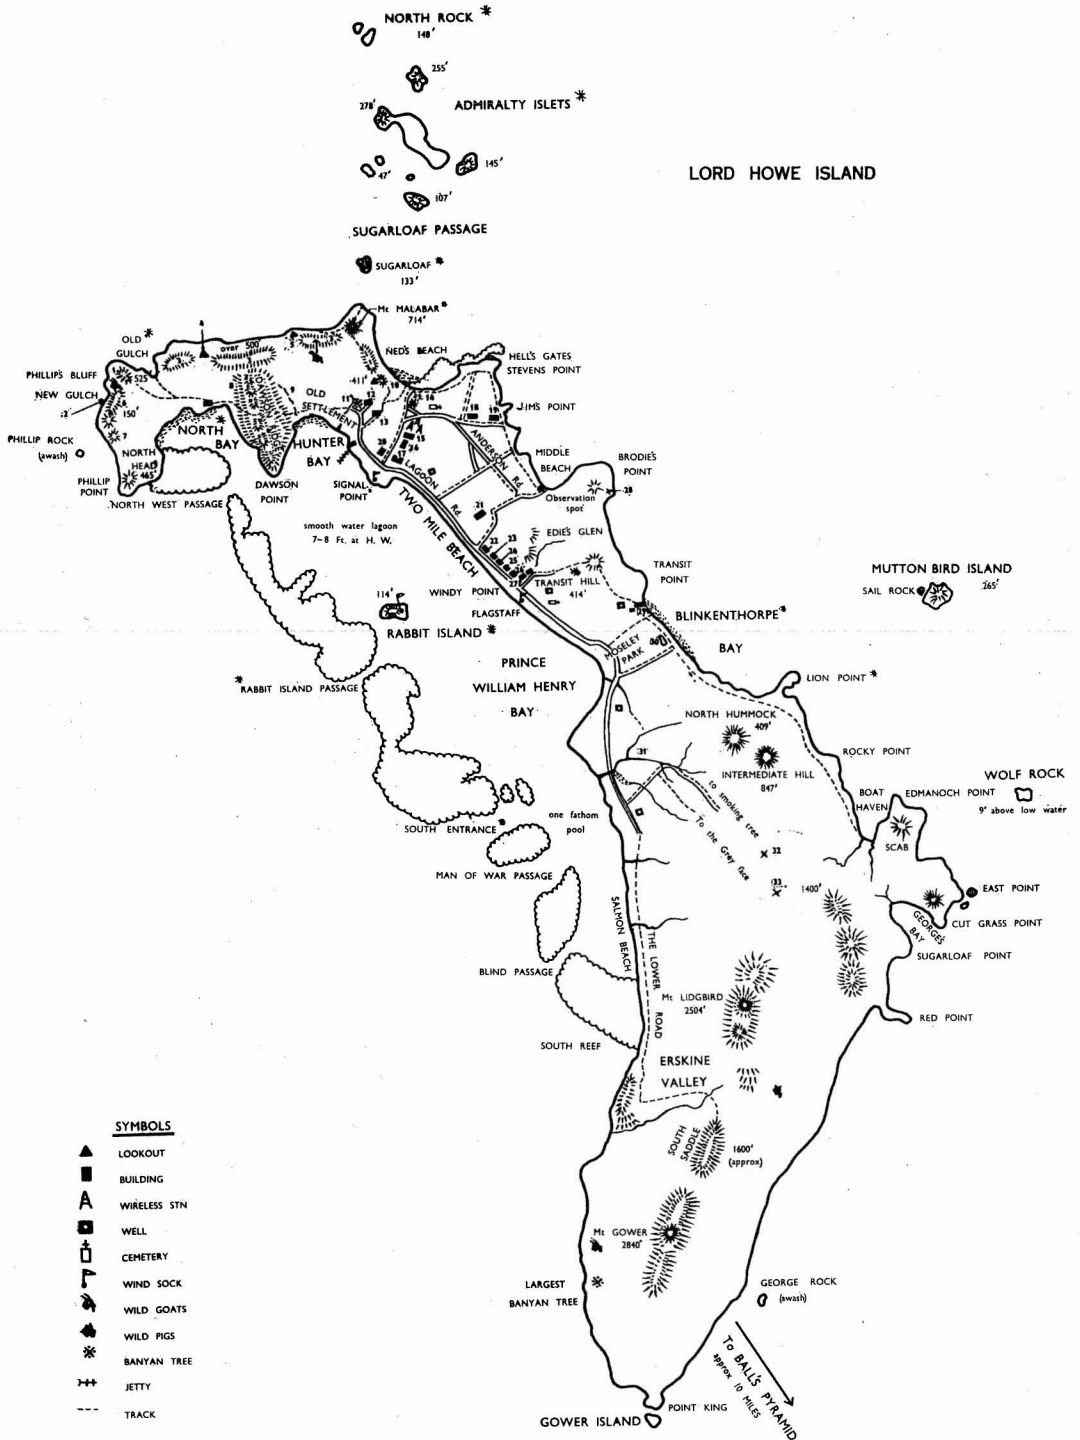 NORTH ROCK *
148'
255'
278'
ADMIRALTY ISLETS *
47'
145'
107'
LORD HOWE ISLAND
SUGARLOAF PASSAGE
SUGARLOAF *
133'
Mt MALABAR *
714'
OLD *
GULCH
over 500
NED'S BEACH
HELL'S GATES
STEVENS POINT
PHILLIP'S BLUFF
525
NEW GULCH
150'
411'
OLD
SETTLEMENT
JIM'S POINT
PHILLIP ROCK
(awash)
NORTH
HEAD
465'
NORTH *
BAY
HUNTER
BAY
LAGOON
Rd.
ANDERSON
Rd.
MIDDLE
BEACH
BRODIE'S
POINT
PHILLIP
POINT
NORTH WEST PASSAGE
DAWSON
POINT
SIGNAL
POINT
Observation
spot
smooth water lagoon
7-8 Ft. at H. W.
TWO MILE BEACH
EDIE'S GLEN
TRANSIT
POINT
MUTTON BIRD ISLAND
SAIL ROCK
265'
114'
WINDY POINT
TRANSIT HILL
414'
FLAGSTAFF
RABBIT ISLAND *
BLINKENTHORPE *
BAY
MOSELEY
PARK
PRINCE
WILLIAM HENRY
BAY
* RABBIT ISLAND PASSAGE
LION POINT *
NORTH HUMMOCK
409'
ROCKY POINT
INTERMEDIATE HILL
847'
WOLF ROCK
9' above low water
BOAT
HAVEN
EDMANOCH POINT
SCAB
to smoking tree
To the Grey face
SOUTH ENTRANCE
one fathom
pool
MAN OF WAR PASSAGE
32
33
1400'
EAST POINT
CUT GRASS POINT
GEORGE'S
BAY
SUGARLOAF POINT
SALMON BEACH
THE LOWER
ROAD
BLIND PASSAGE
Mt LIDGBIRD
2504'
RED POINT
SOUTH REEF
ERSKINE
VALLEY
SOUTH
SADDLE
1600'
(approx)
Mt GOWER
2840'
LARGEST
BANYAN TREE
GEORGE ROCK
(awash)
To BALL'S PYRAMID
approx 10 MILES
POINT KING
GOWER ISLAND
SYMBOLS
LOOKOUT
BUILDING
WIRELESS STN
WELL
CEMETERY
WIND SOCK
WILD GOATS
WILD PIGS
BANYAN TREE
JETTY
TRACK